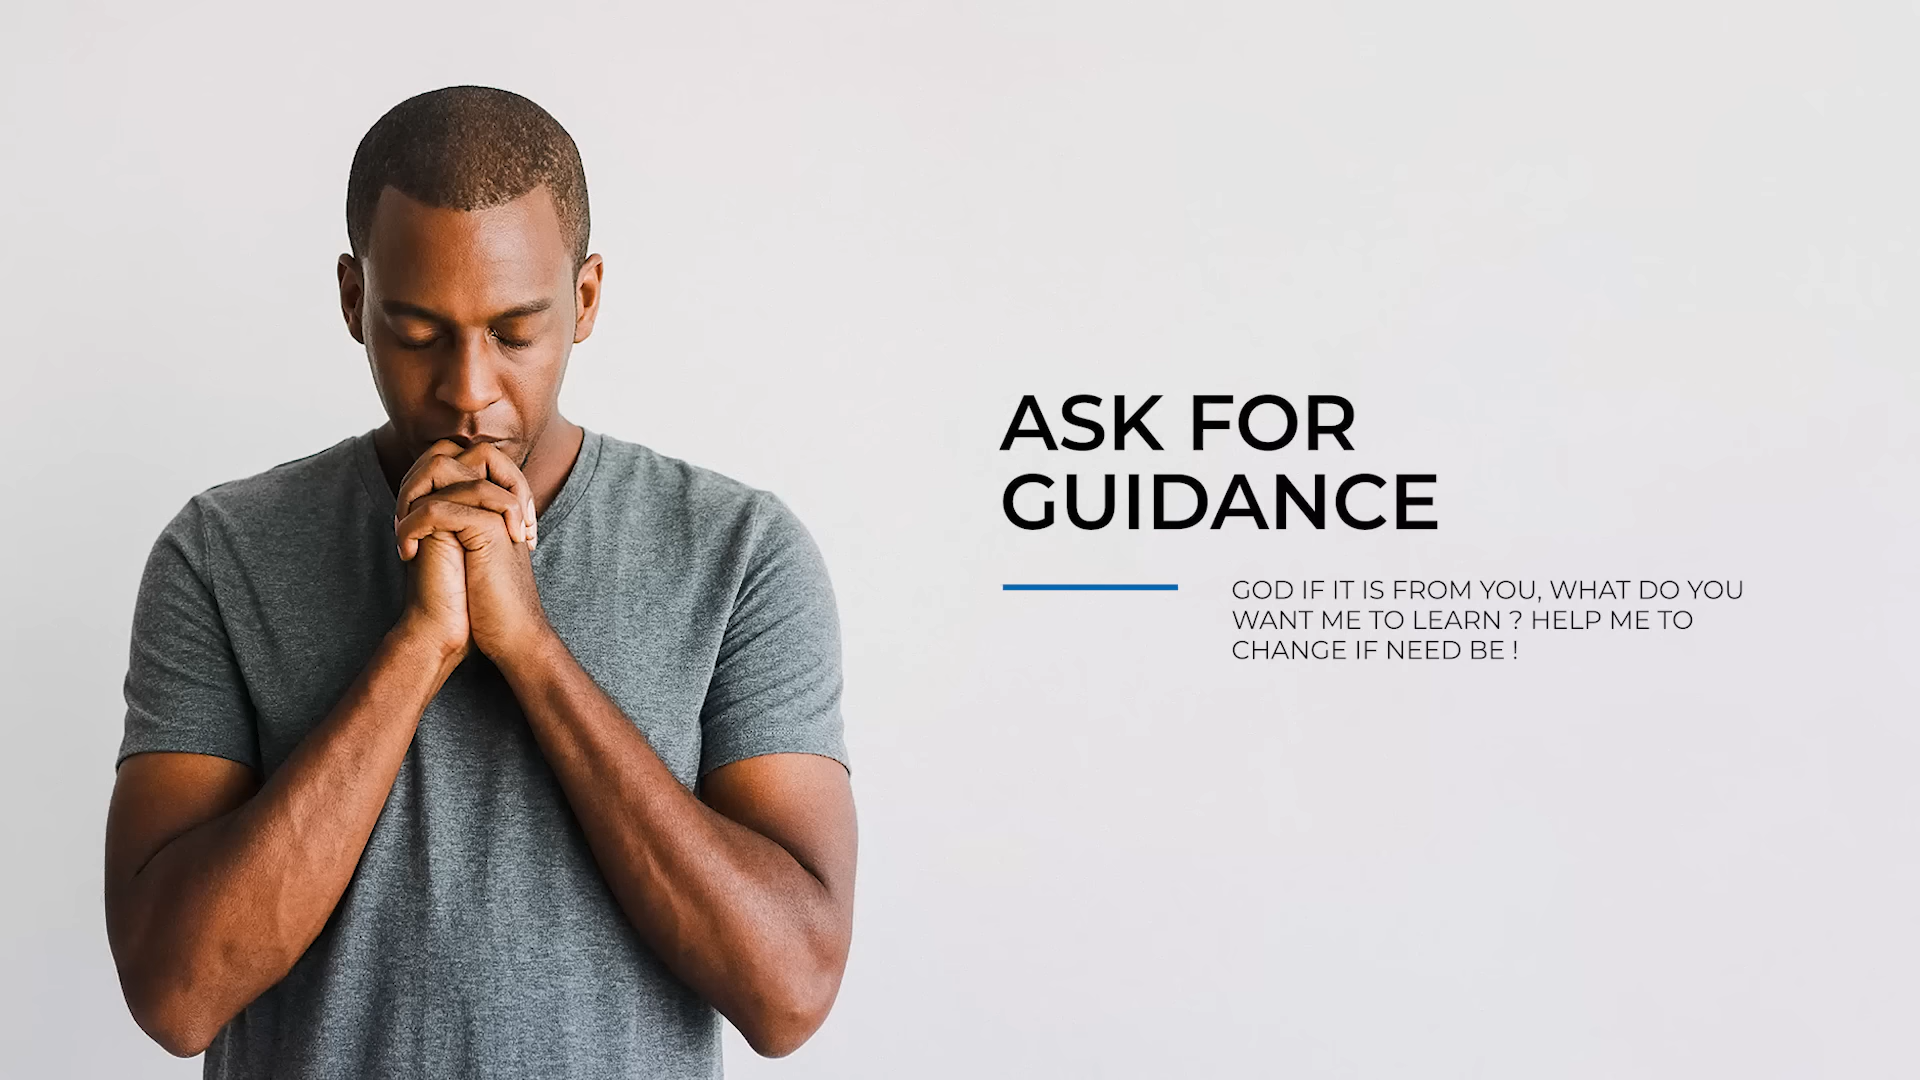 ASK FOR
GUIDANCE
GOD IF IT IS FROM YOU, WHAT DO YOU
WANT ME TO LEARN ? HELP ME TO
CHANGE IF NEED BE !